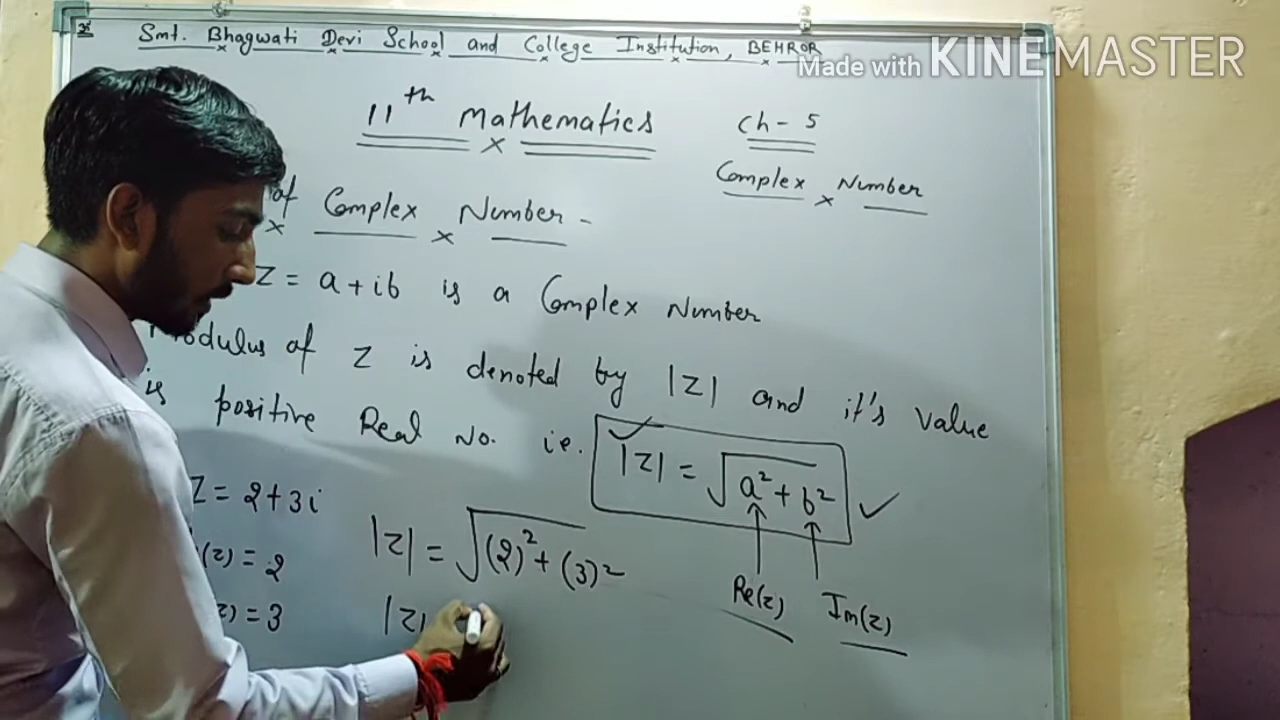 Smt. Bhagwati Devi School and College Institution, BEHROR
Made with KINEMASTER
11th Mathematics
Ch - 5
Complex Number
of Complex Number -
Z = a + ib is a Complex Number
Modulus of Z is denoted by |Z| and it's value
is positive Real No. i.e. |Z| = √a² + b²
Z = 2 + 3i
|Z| = √(2)² + (3)²
(z) = 2
Re(z) Im(z)
z) = 3
|Z|